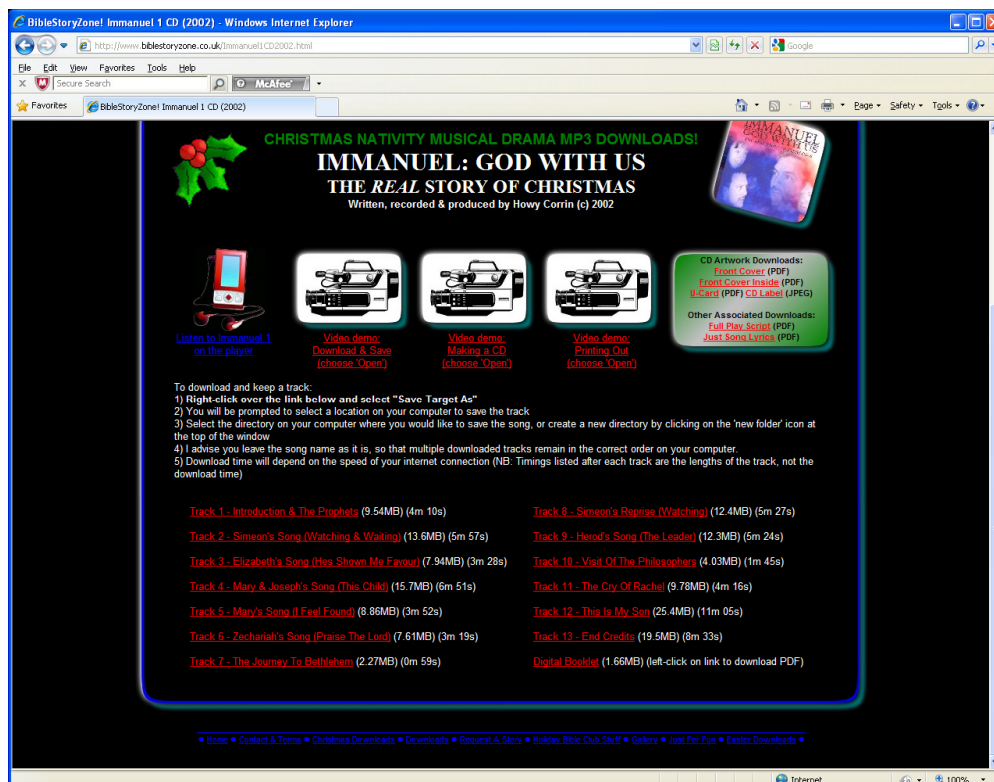 BibleStoryZone! Immanuel 1 CD (2002) - Windows Internet Explorer
http://www.biblestoryzone.co.uk/Immanuel1CD2002.html
Google
File Edit View Favorites Tools Help
X Secure Search McAfee
Favorites BibleStoryZone! Immanuel 1 CD (2002) Page Safety Tools
CHRISTMAS NATIVITY MUSICAL DRAMA MP3 DOWNLOADS!
IMMANUEL: GOD WITH US
THE REAL STORY OF CHRISTMAS
Written, recorded & produced by Howy Corrin (c) 2002
IMMANUEL
GOD WITH US
Listen to Immanuel 1
on the player
Video demo:
Download & Save
(choose 'Open')
Video demo:
Making a CD
(choose 'Open')
Video demo:
Printing Out
(choose 'Open')
CD Artwork Downloads:
Front Cover (PDF)
Front Cover Inside (PDF)
U-Card (PDF) CD Label (JPEG)
Other Associated Downloads:
Full Play Script (PDF)
Just Song Lyrics (PDF)
To download and keep a track:
1) Right-click over the link below and select "Save Target As"
2) You will be prompted to select a location on your computer to save the track
3) Select the directory on your computer where you would like to save the song, or create a new directory by clicking on the 'new folder' icon at
the top of the window
4) I advise you leave the song name as it is, so that multiple downloaded tracks remain in the correct order on your computer.
5) Download time will depend on the speed of your internet connection (NB: Timings listed after each track are the lengths of the track, not the
download time)
Track 1 - Introduction & The Prophets (9.54MB) (4m 10s)
Track 2 - Simeon's Song (Watching & Waiting) (13.6MB) (5m 57s)
Track 3 - Elizabeth's Song (Hes Shown Me Favour) (7.94MB) (3m 28s)
Track 4 - Mary & Joseph's Song (This Child) (15.7MB) (6m 51s)
Track 5 - Mary's Song (I Feel Found) (8.86MB) (3m 52s)
Track 6 - Zechariah's Song (Praise The Lord) (7.61MB) (3m 19s)
Track 7 - The Journey To Bethlehem (2.27MB) (0m 59s)
Track 8 - Simeon's Reprise (Watching) (12.4MB) (5m 27s)
Track 9 - Herod's Song (The Leader) (12.3MB) (5m 24s)
Track 10 - Visit Of The Philosophers (4.03MB) (1m 45s)
Track 11 - The Cry Of Rachel (9.78MB) (4m 16s)
Track 12 - This Is My Son (25.4MB) (11m 05s)
Track 13 - End Credits (19.5MB) (8m 33s)
Digital Booklet (1.66MB) (left-click on link to download PDF)
Home Contact & Terms Christmas Downloads Downloads Request A Story Holiday Bible Club Stuff Gallery Just For Fun Easter Downloads
Internet 100%